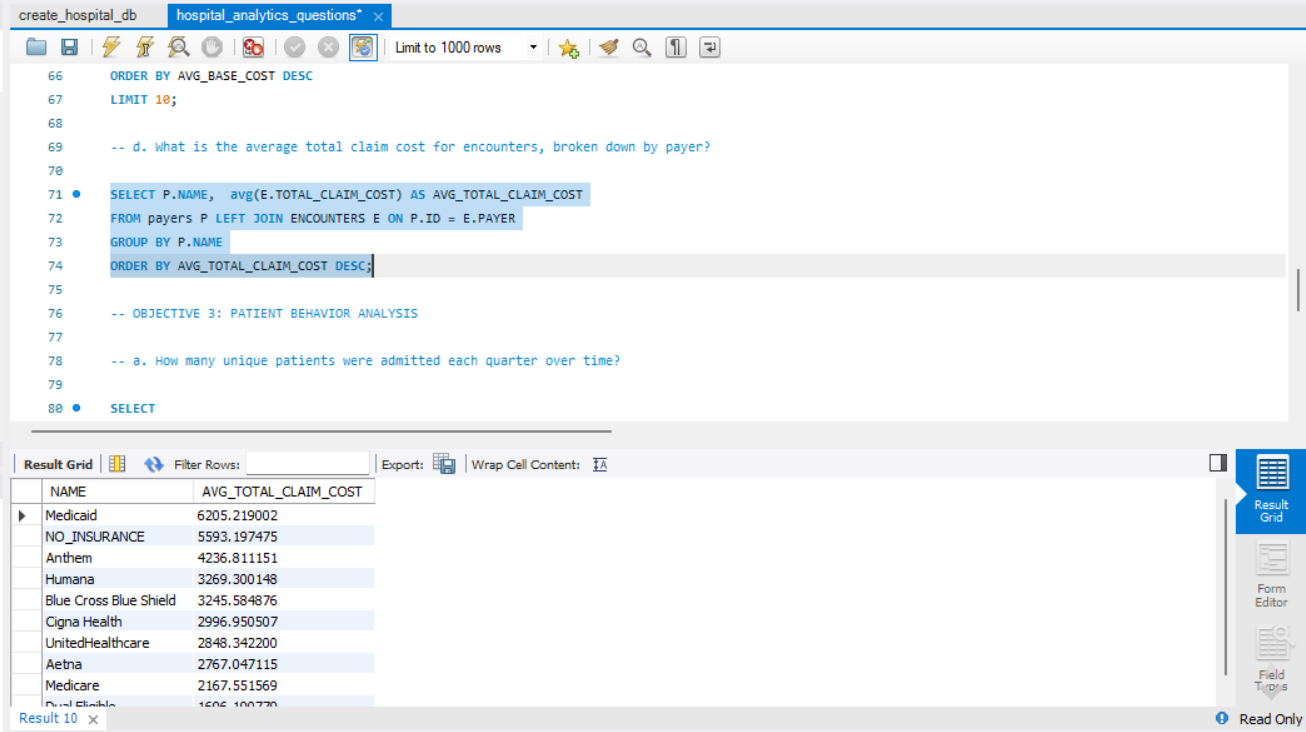 create_hospital_db hospital_analytics_questions* ×
Limit to 1000 rows
66 ORDER BY AVG_BASE_COST DESC
67 LIMIT 10;
68
69 -- d. What is the average total claim cost for encounters, broken down by payer?
70
71 SELECT P.NAME, avg(E.TOTAL_CLAIM_COST) AS AVG_TOTAL_CLAIM_COST
72 FROM payers P LEFT JOIN ENCOUNTERS E ON P.ID = E.PAYER
73 GROUP BY P.NAME
74 ORDER BY AVG_TOTAL_CLAIM_COST DESC;
75
76 -- OBJECTIVE 3: PATIENT BEHAVIOR ANALYSIS
77
78 -- a. How many unique patients were admitted each quarter over time?
79
80 SELECT
Result Grid Filter Rows: Export: Wrap Cell Content: IA
NAME AVG_TOTAL_CLAIM_COST
Medicaid 6205.219002
NO_INSURANCE 5593.197475
Anthem 4236.811151
Humana 3269.300148
Blue Cross Blue Shield 3245.584876
Cigna Health 2996.950507
UnitedHealthcare 2848.342200
Aetna 2767.047115
Medicare 2167.551569
Dual Eligible
Result
Grid
Form
Editor
Field
Types
Result 10 × Read Only